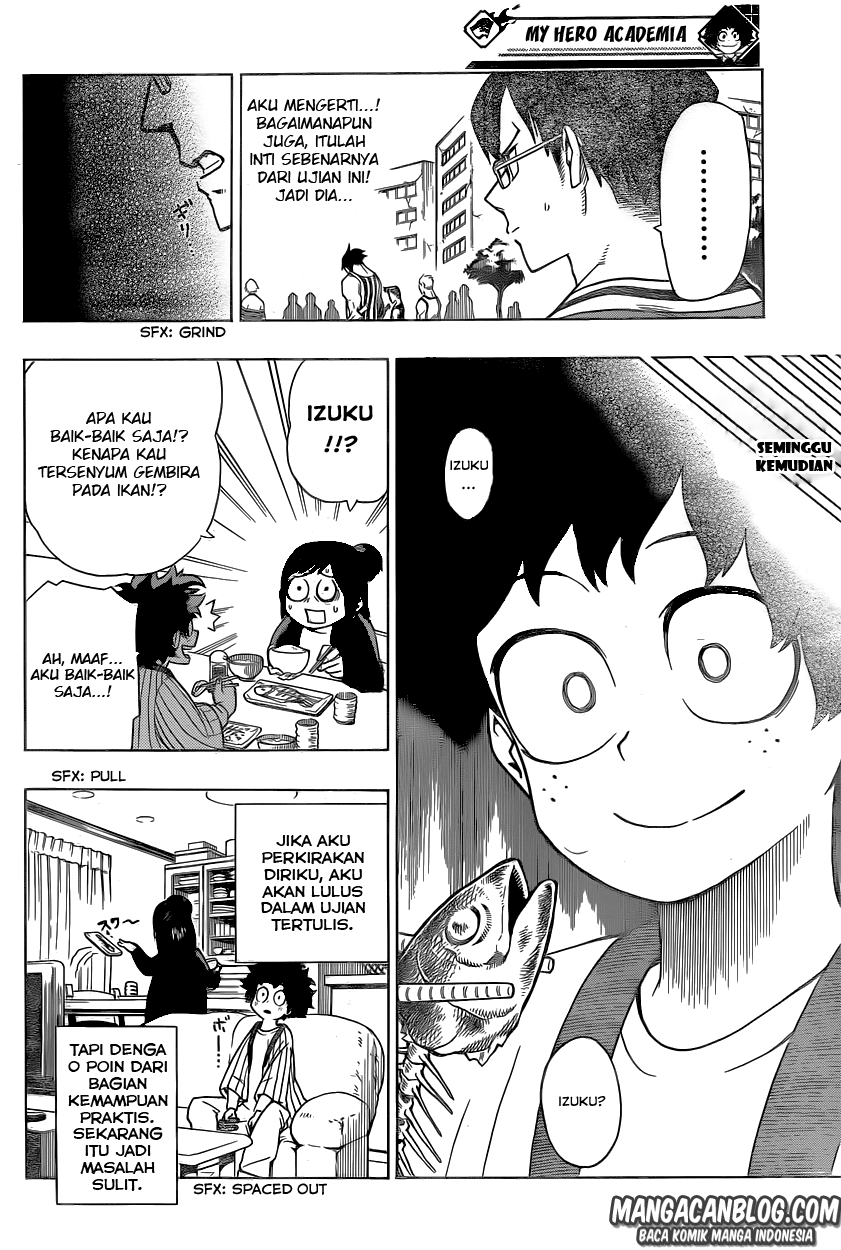 MY HERO ACADEMIA
..........
AKU MENGERTI...!
BAGAIMANAPUN
JUGA, ITULAH
INTI SEBENARNYA
DARI UJIAN INI!
JADI DIA...
SFX: GRIND
SEMINGGU
KEMUDIAN
IZUKU
...
IZUKU?
IZUKU
!!?
APA KAU
BAIK-BAIK SAJA!?
KENAPA KAU
TERSENYUM GEMBIRA
PADA IKAN!?
AH, MAAF...
AKU BAIK-BAIK
SAJA...!
SFX: PULL
JIKA AKU
PERKIRAKAN
DIRIKU, AKU
AKAN LULUS
DALAM UJIAN
TERTULIS.
スワ〜
TAPI DENGA
0 POIN DARI
BAGIAN
KEMAMPUAN
PRAKTIS.
SEKARANG
ITU JADI
MASALAH
SULIT.
SFX: SPACED OUT
MANGACANBLOG.COM
BACA KOMIK MANGA INDONESIA